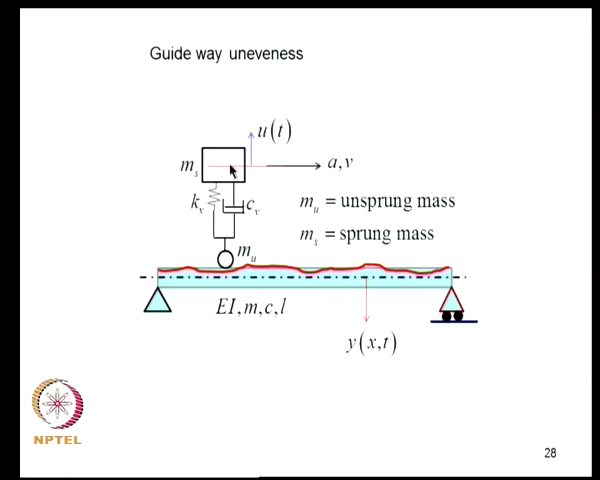 Guide way uneveness
u(t)
m_s
a,v
k_v
c_v
m_u = unsprung mass
m_s = sprung mass
m_u
EI,m,c,l
y(x,t)
NPTEL
28